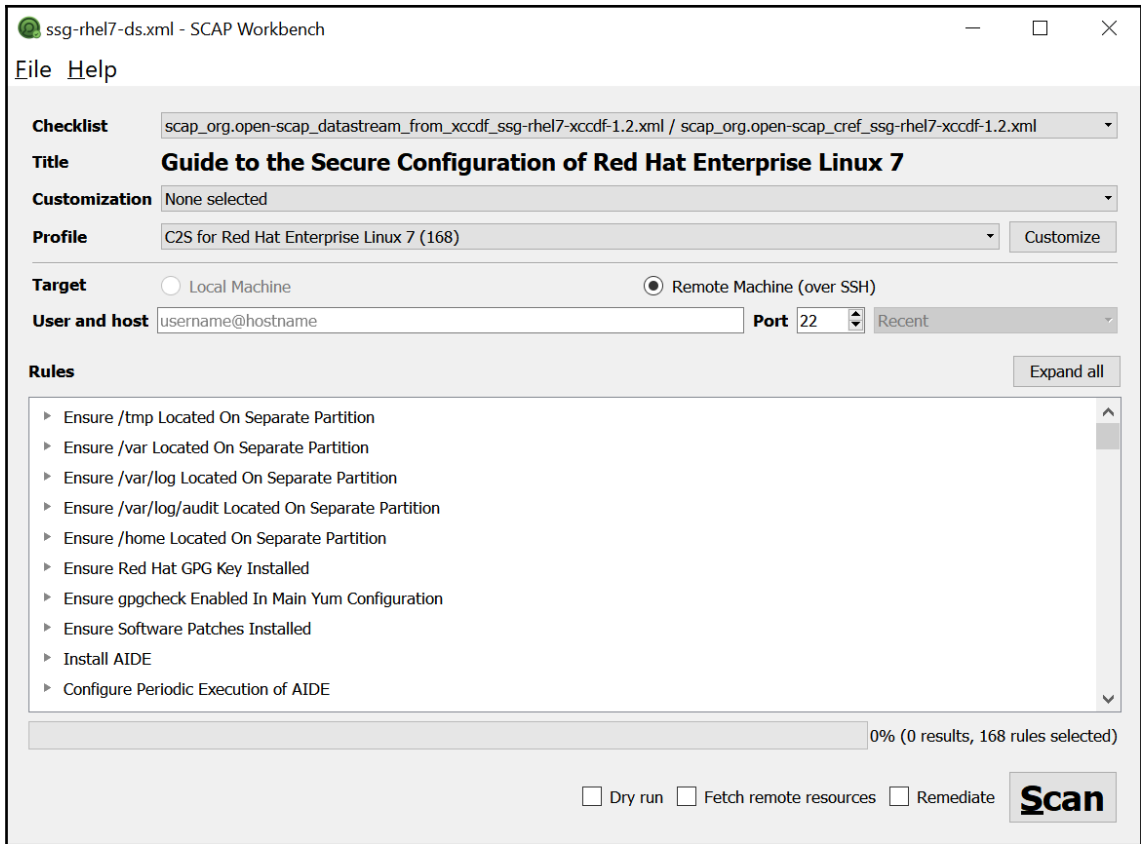 ssg-rhel7-ds.xml - SCAP Workbench
File Help
Checklist scap_org.open-scap_datastream_from_xccdf_ssg-rhel7-xccdf-1.2.xml / scap_org.open-scap_cref_ssg-rhel7-xccdf-1.2.xml
Title Guide to the Secure Configuration of Red Hat Enterprise Linux 7
Customization None selected
Profile C2S for Red Hat Enterprise Linux 7 (168) Customize
Target Local Machine Remote Machine (over SSH)
User and host username@hostname Port 22 Recent
Rules Expand all
Ensure /tmp Located On Separate Partition
Ensure /var Located On Separate Partition
Ensure /var/log Located On Separate Partition
Ensure /var/log/audit Located On Separate Partition
Ensure /home Located On Separate Partition
Ensure Red Hat GPG Key Installed
Ensure gpgcheck Enabled In Main Yum Configuration
Ensure Software Patches Installed
Install AIDE
Configure Periodic Execution of AIDE
0% (0 results, 168 rules selected)
Dry run Fetch remote resources Remediate Scan